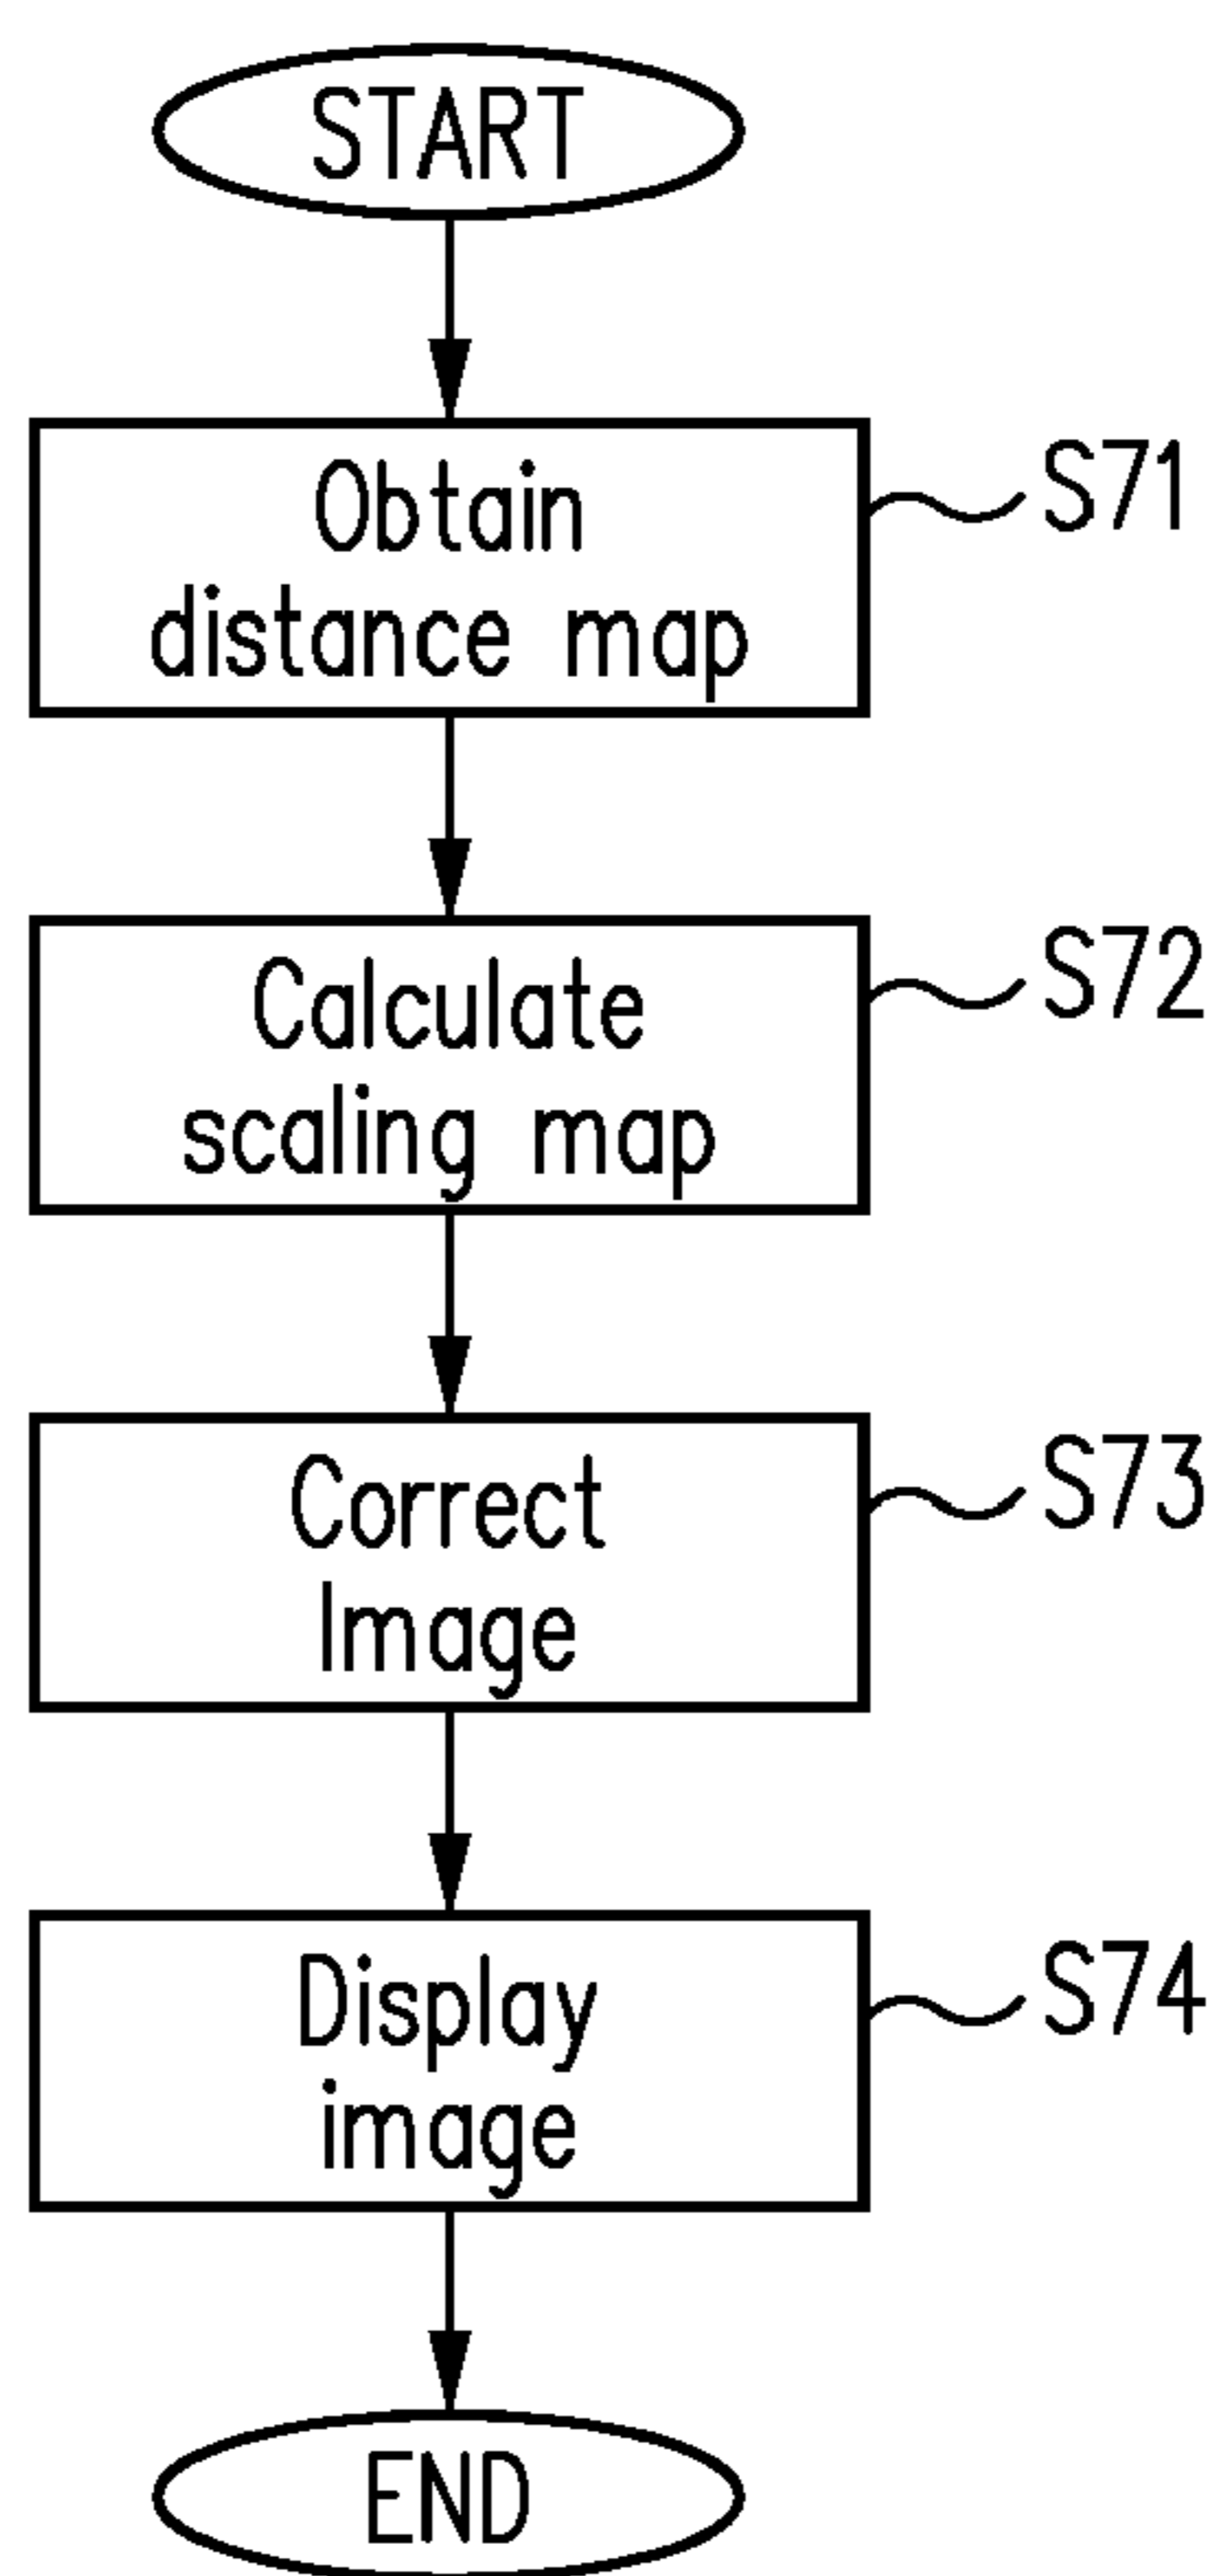 START
Obtain
distance map
S71
Calculate
scaling map
S72
Correct
Image
S73
Display
image
S74
END